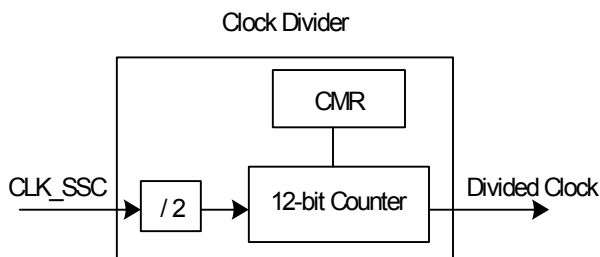 Clock Divider
CMR
CLK_SSC
/ 2
12-bit Counter
Divided Clock